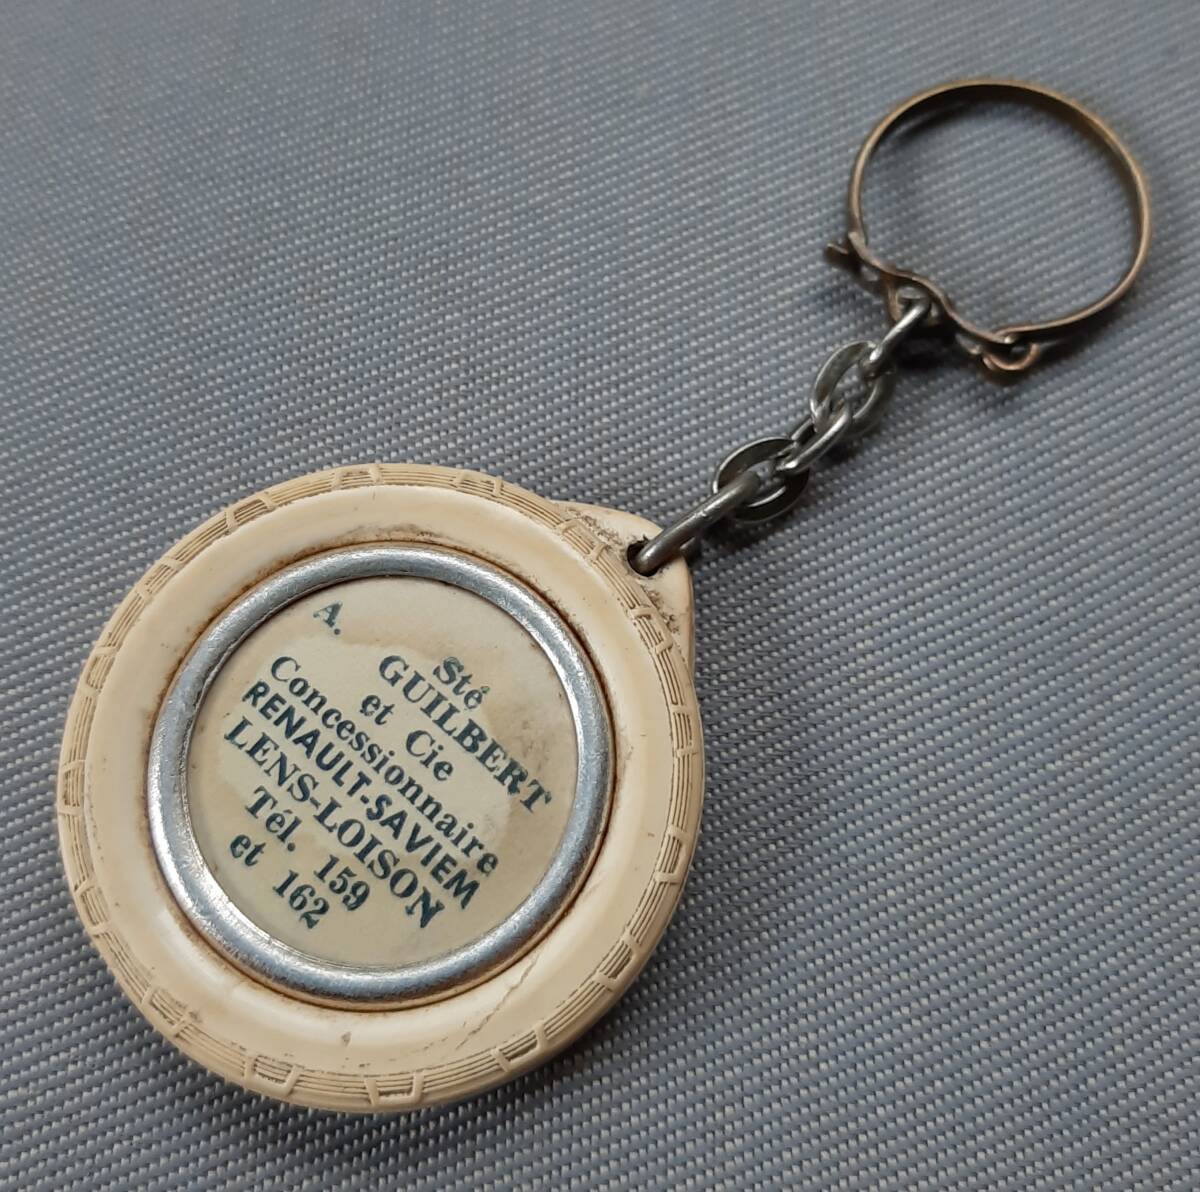 Sté
A. GUILBERT
et Cie
Concessionnaire
RENAULT-SAVIEM
LENS-LOISON
Tél. 159
et 162